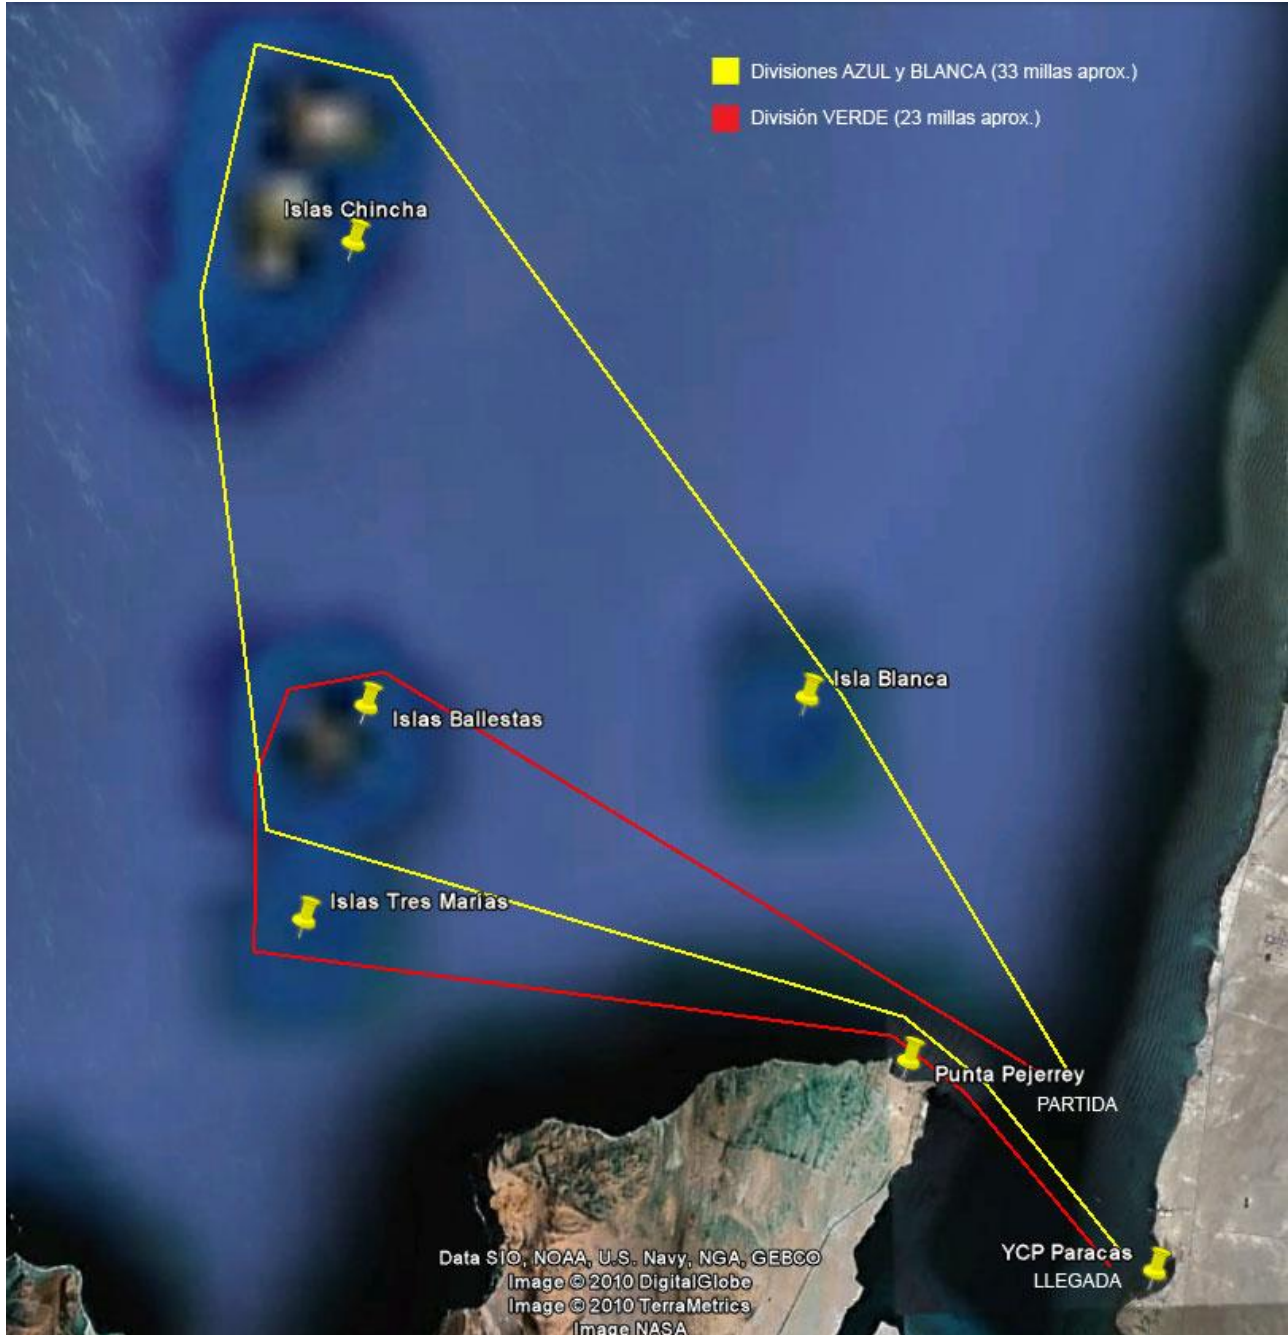 Divisiones AZUL y BLANCA (33 millas aprox.)
División VERDE (23 millas aprox.)
Islas Chincha
Isla Blanca
Islas Ballestas
Islas Tres Marías
Punta Pejerrey
PARTIDA
YCP Paracas
LLEGADA
Data SIO, NOAA, U.S. Navy, NGA, GEBCO
Image © 2010 DigitalGlobe
Image © 2010 TerraMetrics
Image NASA